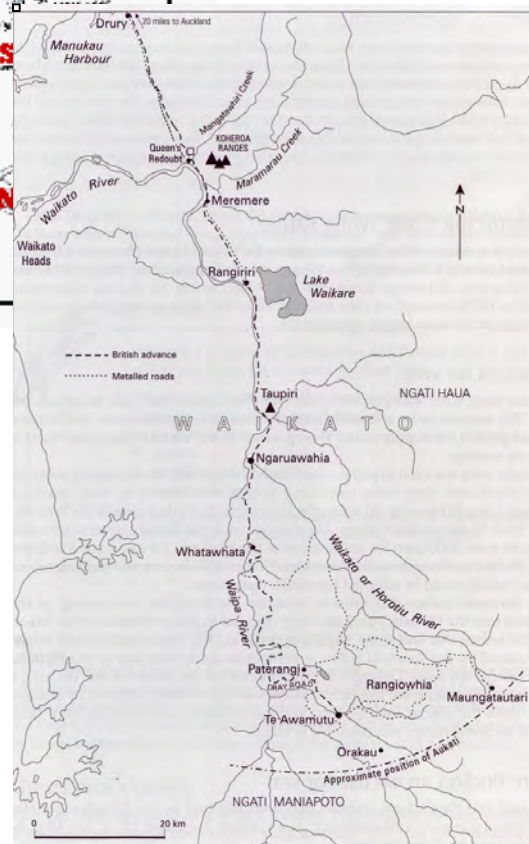 Drury
20 miles to Auckland
Manukau
Harbour
Mangatawhiri Creek
Queen's
Redoubt
KOHEROA
RANGES
Maramarau Creek
Waikato River
Meremere
N
Waikato
Heads
Rangiriri
Lake
Waikare
British advance
Metalled roads
Taupiri
NGATI HAUA
WAIKATO
Ngaruawahia
Whatawhata
Waipa River
Waikato or Horotiu River
Paterangi
DRAY ROAD
Rangiowhia
Maungatautari
Te Awamutu
Orakau
Approximate position of Aukati
NGATI MANIAPOTO
0 20 km